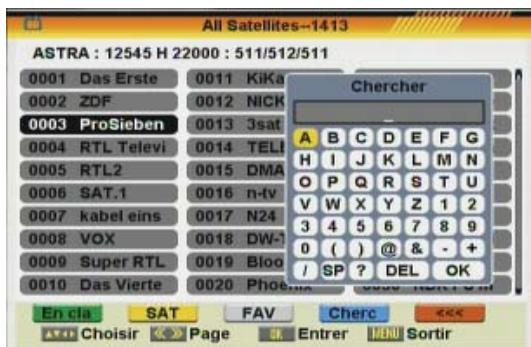 All Satellites--1413
ASTRA : 12545 H 22000 : 511/512/511
0001 Das Erste
0002 ZDF
0003 ProSieben
0004 RTL Televi
0005 RTL2
0006 SAT.1
0007 kabel eins
0008 VOX
0009 Super RTL
0010 Das Vierte
0011 KiKa
0012 NICK
0013 3sat
0014
0015 DMA
0016 n-tv
0017 N24
0018 DW-
0019 Bloo
0020 Phoenix
Chercher
_
A B C D E F G
H I J K L M N
O P Q R S T U
V W X Y Z 1 2
3 4 5 6 7 8 9
0 ( ) @ & - +
/ SP ? DEL OK
En cla SAT FAV Cherc <<<
Choisir Page OK Entrer MENU Sortir